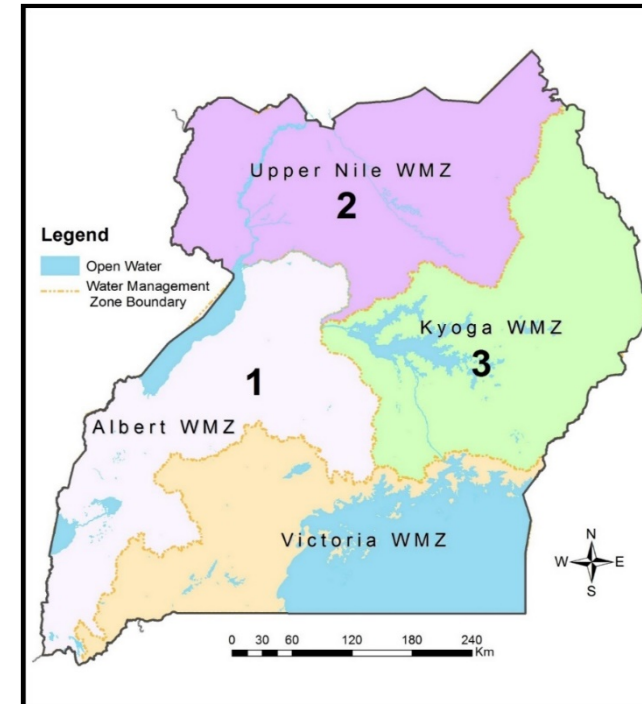 Upper Nile WMZ
2
Legend
Open Water
Water Management
Zone Boundary
Kyoga WMZ
3
1
Albert WMZ
Victoria WMZ
N
W E
S
0 30 60 120 180 240
Km